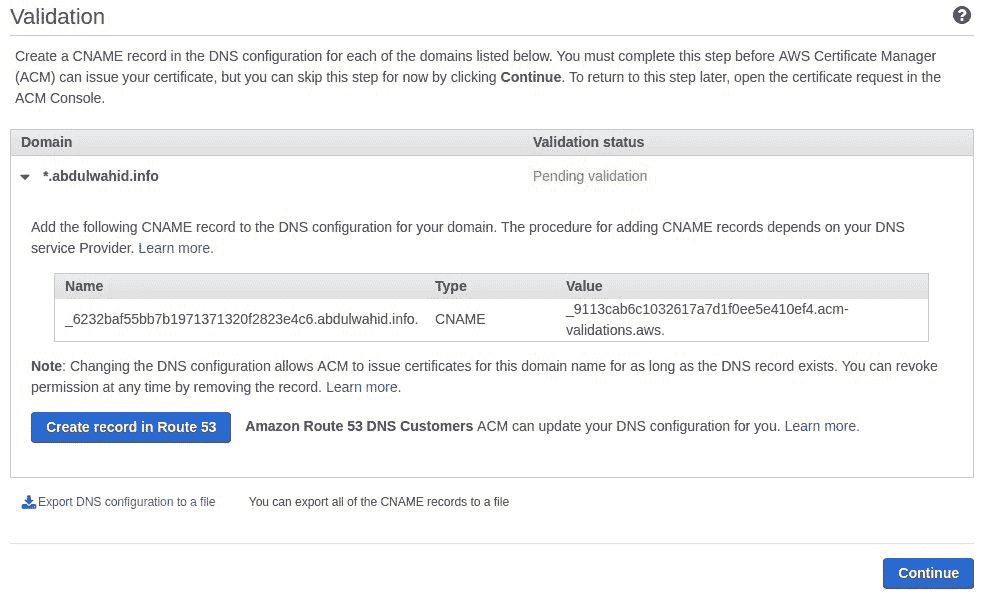 Validation
?
Create a CNAME record in the DNS configuration for each of the domains listed below. You must complete this step before AWS Certificate Manager
(ACM) can issue your certificate, but you can skip this step for now by clicking Continue. To return to this step later, open the certificate request in the
ACM Console.
Domain Validation status
*.abdulwahid.info Pending validation
Add the following CNAME record to the DNS configuration for your domain. The procedure for adding CNAME records depends on your DNS
service Provider. Learn more.
Name Type Value
_6232baf55bb7b1971371320f2823e4c6.abdulwahid.info. CNAME _9113cab6c1032617a7d1f0ee5e410ef4.acm-
validations.aws.
Note: Changing the DNS configuration allows ACM to issue certificates for this domain name for as long as the DNS record exists. You can revoke
permission at any time by removing the record. Learn more.
Create record in Route 53 Amazon Route 53 DNS Customers ACM can update your DNS configuration for you. Learn more.
Export DNS configuration to a file You can export all of the CNAME records to a file
Continue